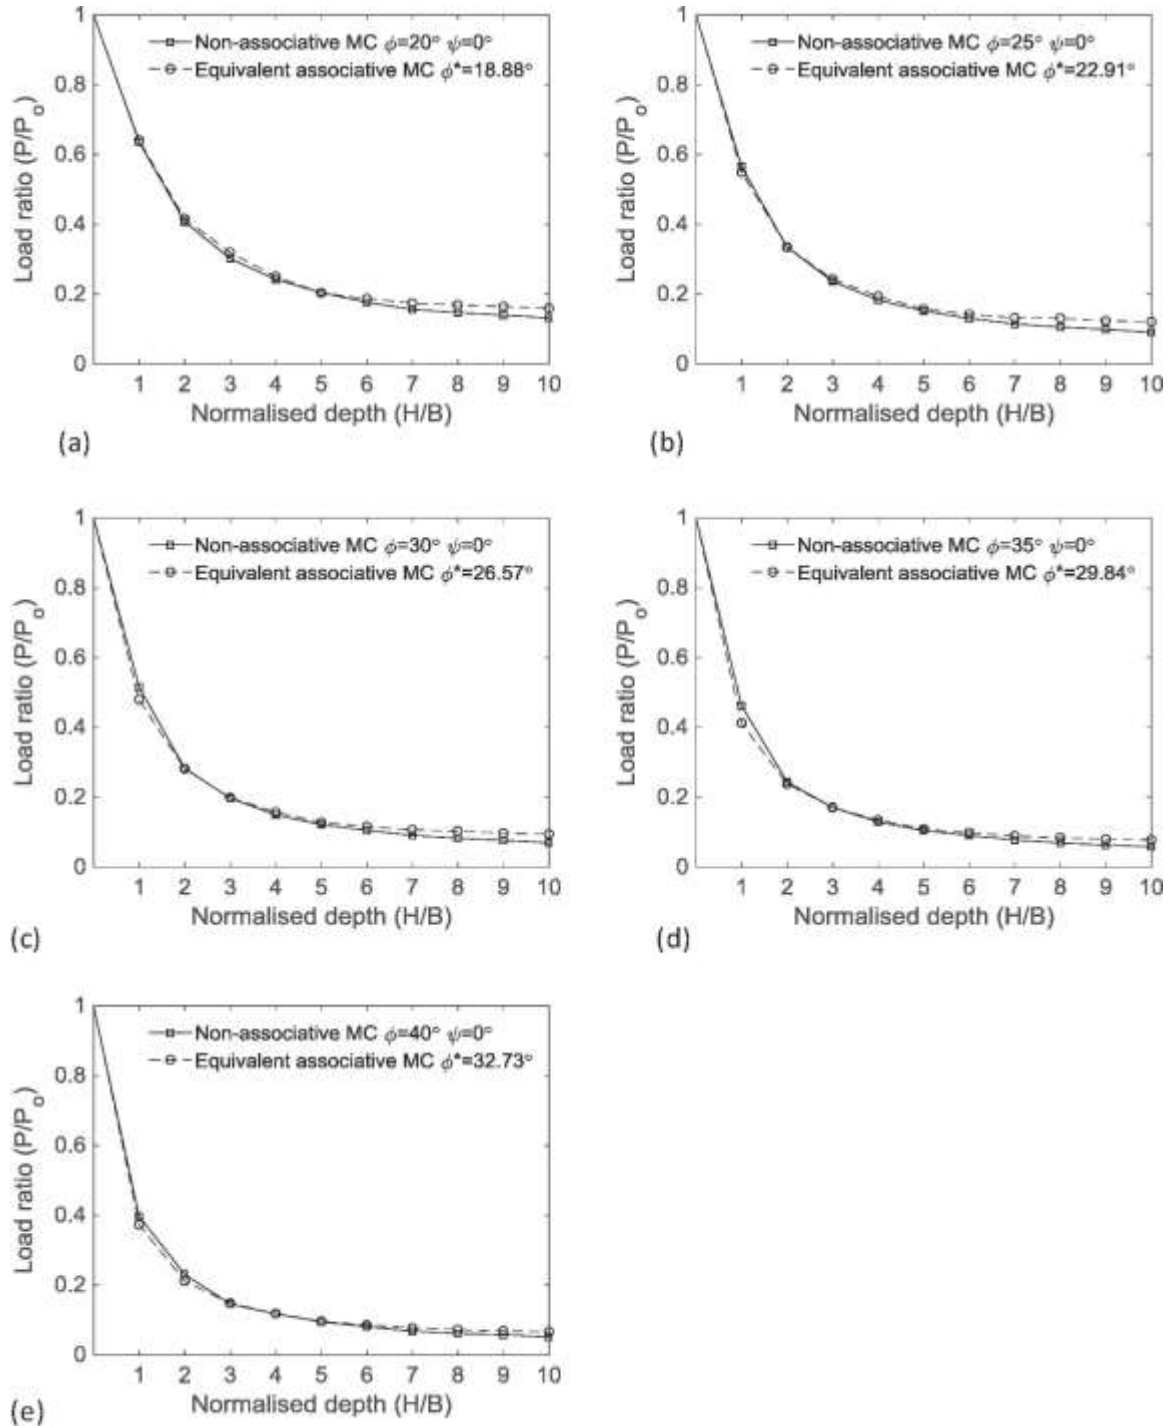 1
Non-associative MC ϕ=20° ψ=0°
Equivalent associative MC ϕ*=18.88°
0.8
0.6
0.4
0.2
0
Load ratio (P/P₀)
1 2 3 4 5 6 7 8 9 10
Normalised depth (H/B)
(a)
1
Non-associative MC ϕ=25° ψ=0°
Equivalent associative MC ϕ*=22.91°
0.8
0.6
0.4
0.2
0
Load ratio (P/P₀)
1 2 3 4 5 6 7 8 9 10
Normalised depth (H/B)
(b)
1
Non-associative MC ϕ=30° ψ=0°
Equivalent associative MC ϕ*=26.57°
0.8
0.6
0.4
0.2
0
Load ratio (P/P₀)
1 2 3 4 5 6 7 8 9 10
Normalised depth (H/B)
(c)
1
Non-associative MC ϕ=35° ψ=0°
Equivalent associative MC ϕ*=29.84°
0.8
0.6
0.4
0.2
0
Load ratio (P/P₀)
1 2 3 4 5 6 7 8 9 10
Normalised depth (H/B)
(d)
1
Non-associative MC ϕ=40° ψ=0°
Equivalent associative MC ϕ*=32.73°
0.8
0.6
0.4
0.2
0
Load ratio (P/P₀)
1 2 3 4 5 6 7 8 9 10
Normalised depth (H/B)
(e)